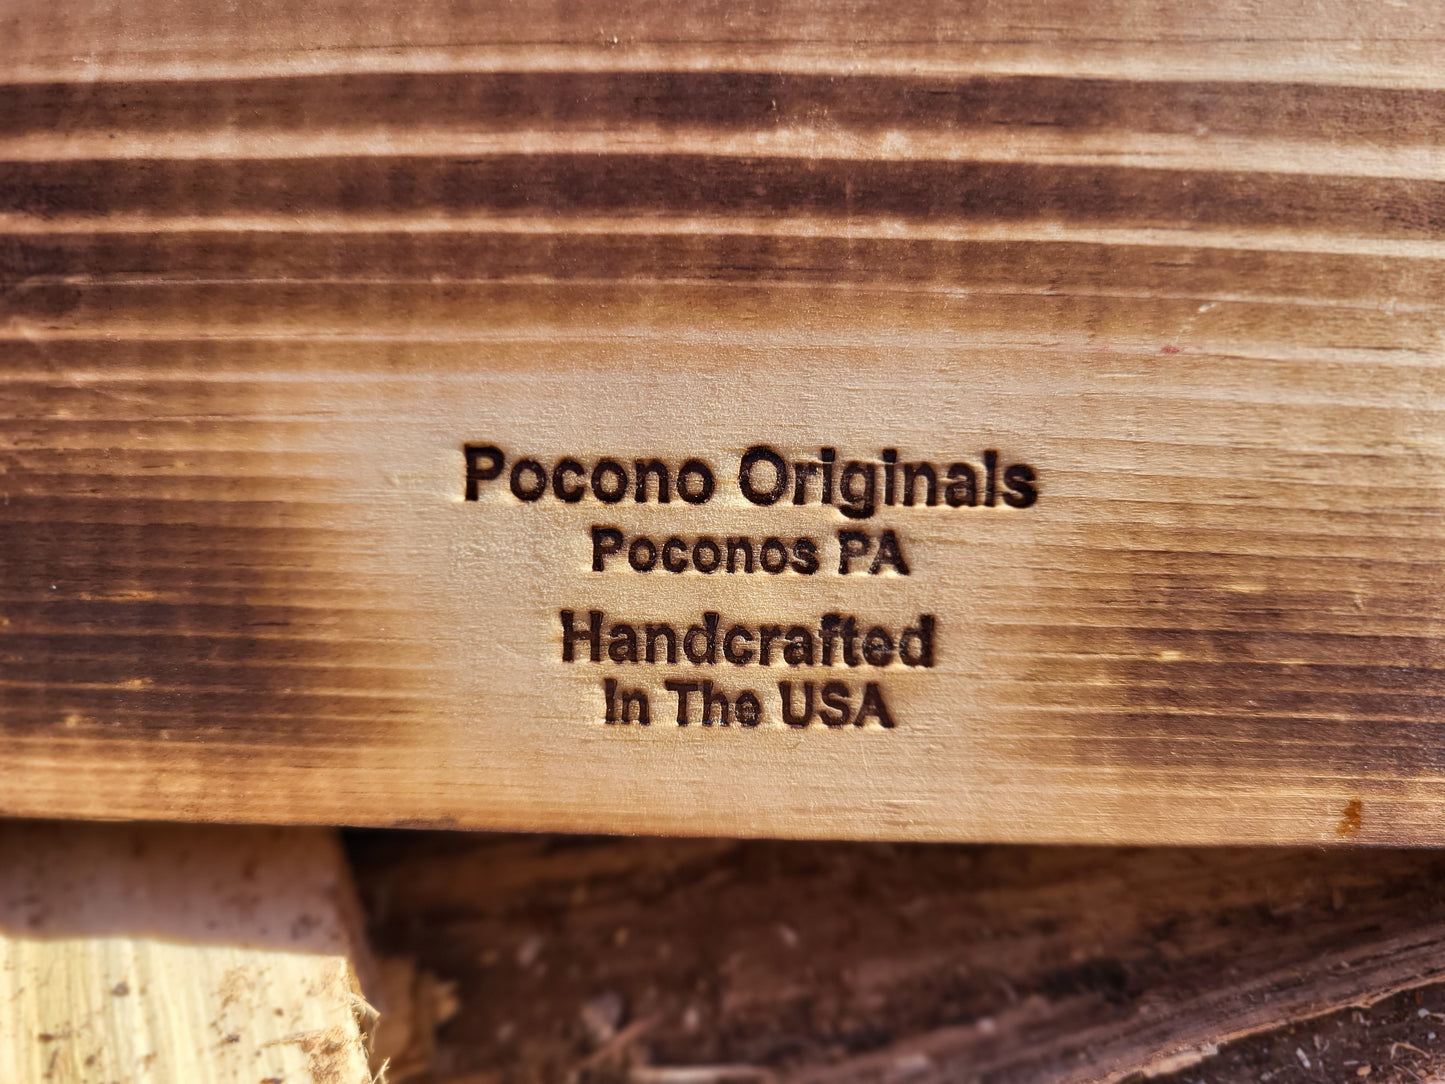 Pocono Originals
Poconos PA
Handcrafted
In The USA